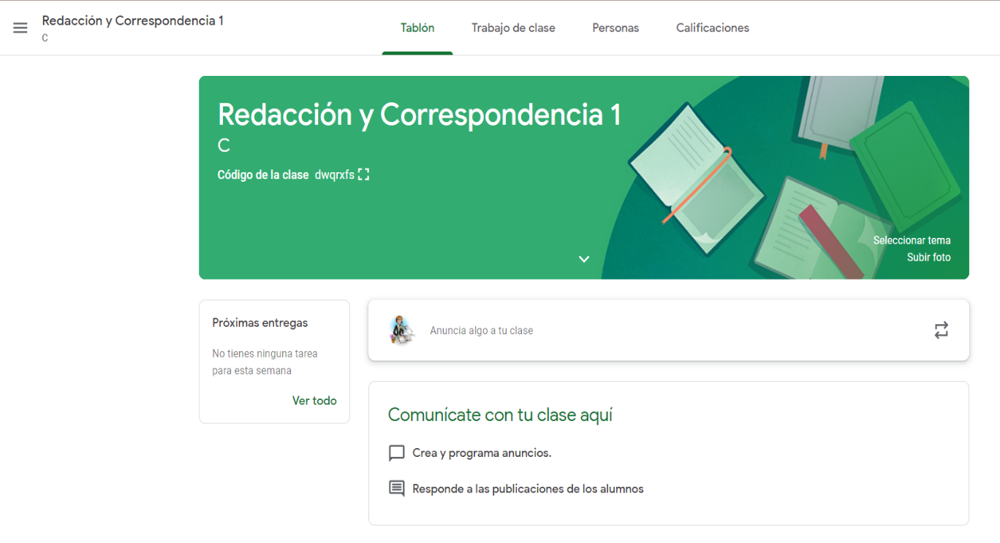 Redacción y Correspondencia 1
C
Tablón
Trabajo de clase
Personas
Calificaciones
Redacción y Correspondencia 1
C
Código de la clase dwqrxfs
Seleccionar tema
Subir foto
Próximas entregas
No tienes ninguna tarea
para esta semana
Ver todo
Anuncia algo a tu clase
Comunícate con tu clase aquí
Crea y programa anuncios.
Responde a las publicaciones de los alumnos